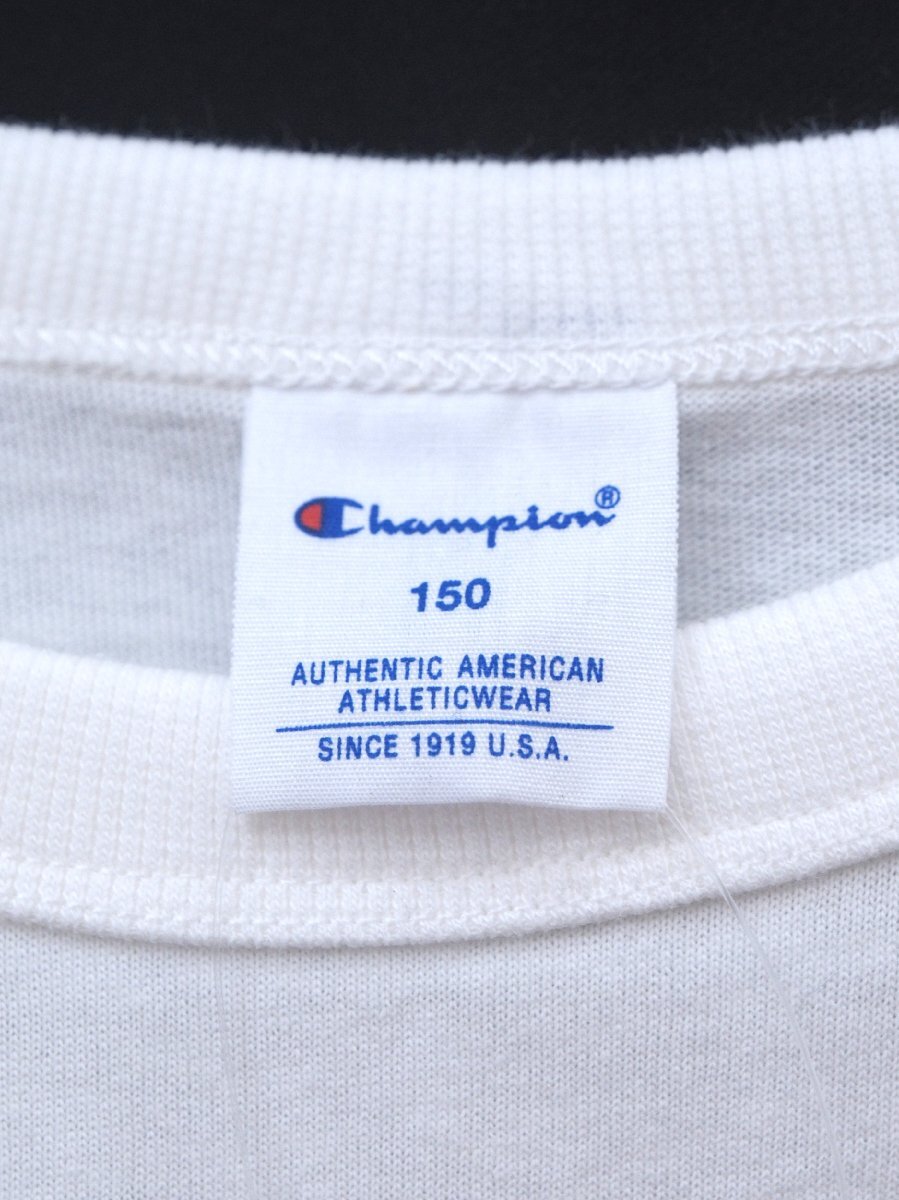 Champion®
150
AUTHENTIC AMERICAN
ATHLETICWEAR
SINCE 1919 U.S.A.